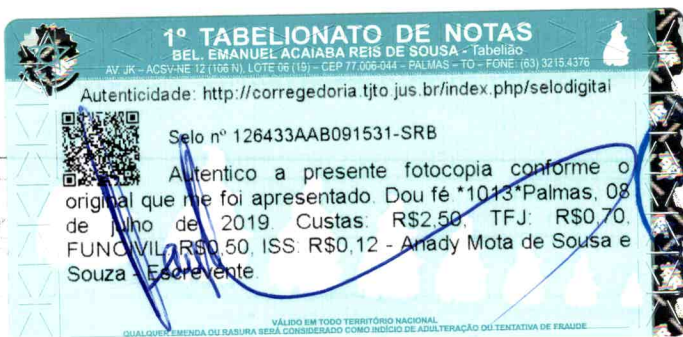 1º TABELIONATO DE NOTAS
BEL. EMANUEL ACAIABA REIS DE SOUSA - Tabelião
AV. JK – ACSV-NE 12 (106 N), LOTE 06 (19) – CEP 77.006-044 – PALMAS – TO – FONE: (63) 3215.4376
Autenticidade: http://corregedoria.tjto.jus.br/index.php/selodigital
Selo nº 126433AAB091531-SRB
Autentico a presente fotocopia conforme o
original que me foi apresentado. Dou fé.*1013*Palmas, 08
de julho de 2019. Custas: R$2,50, TFJ: R$0,70,
FUNCIVIL: R$0,50, ISS: R$0,12 - Anady Mota de Sousa e
Souza - Escrevente.
VÁLIDO EM TODO TERRITÓRIO NACIONAL
QUALQUER EMENDA OU RASURA SERÁ CONSIDERADO COMO INDÍCIO DE ADULTERAÇÃO OU TENTATIVA DE FRAUDE